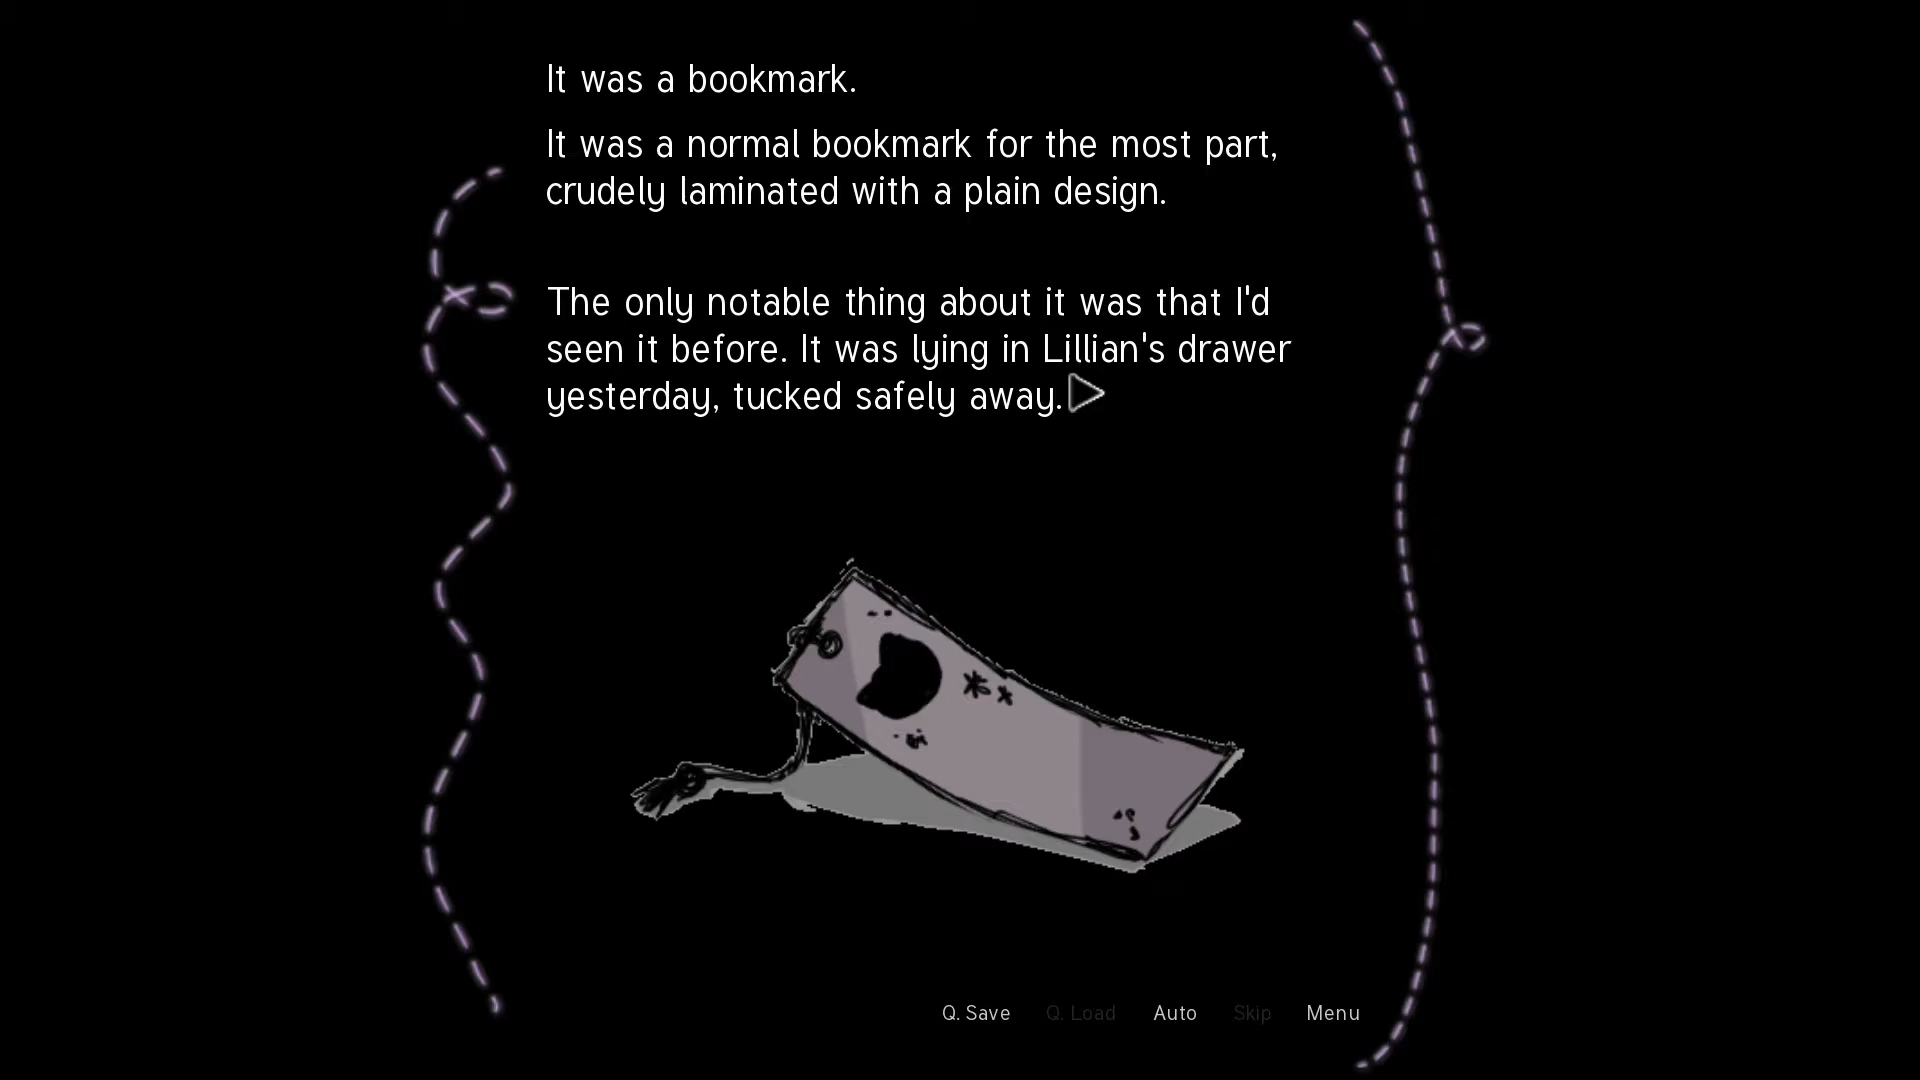 It was a bookmark.
It was a normal bookmark for the most part,
crudely laminated with a plain design.
The only notable thing about it was that I'd
seen it before. It was lying in Lillian's drawer
yesterday, tucked safely away.
Q. Save Q. Load Auto Skip Menu